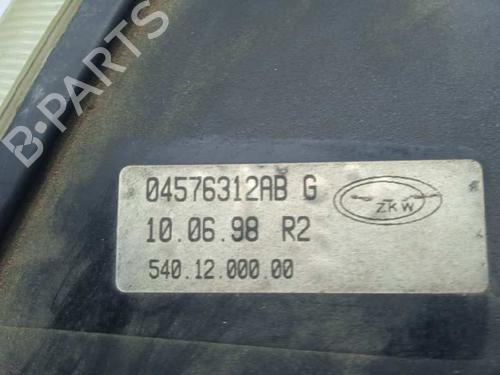 B-PARTS
04576312AB G
ZKW
10.06.98 R2
540.12.000.00